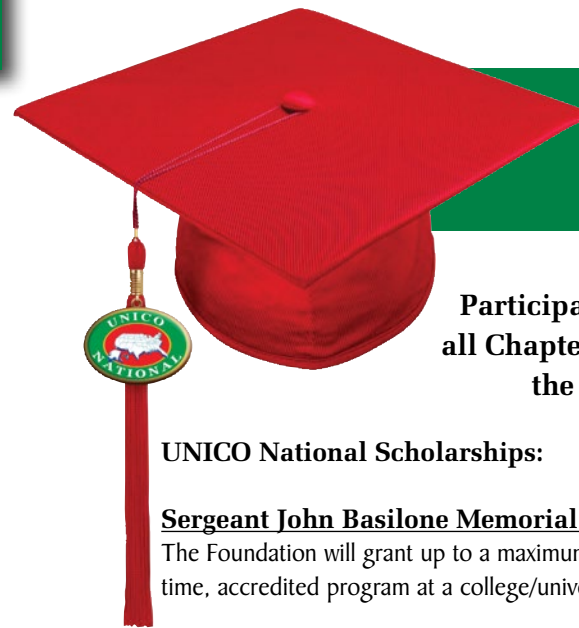 UNICO
NATIONAL
Participa
all Chapte
the
UNICO National Scholarships:
Sergeant John Basilone Memorial
The Foundation will grant up to a maximum
time, accredited program at a college/unive